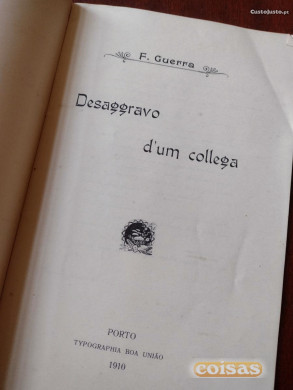 CustoJusto.pt
F. Guerra
Desaggravo
d'um collega
PORTO
TYPOGRAPHIA BOA UNIÃO
1910
coisas